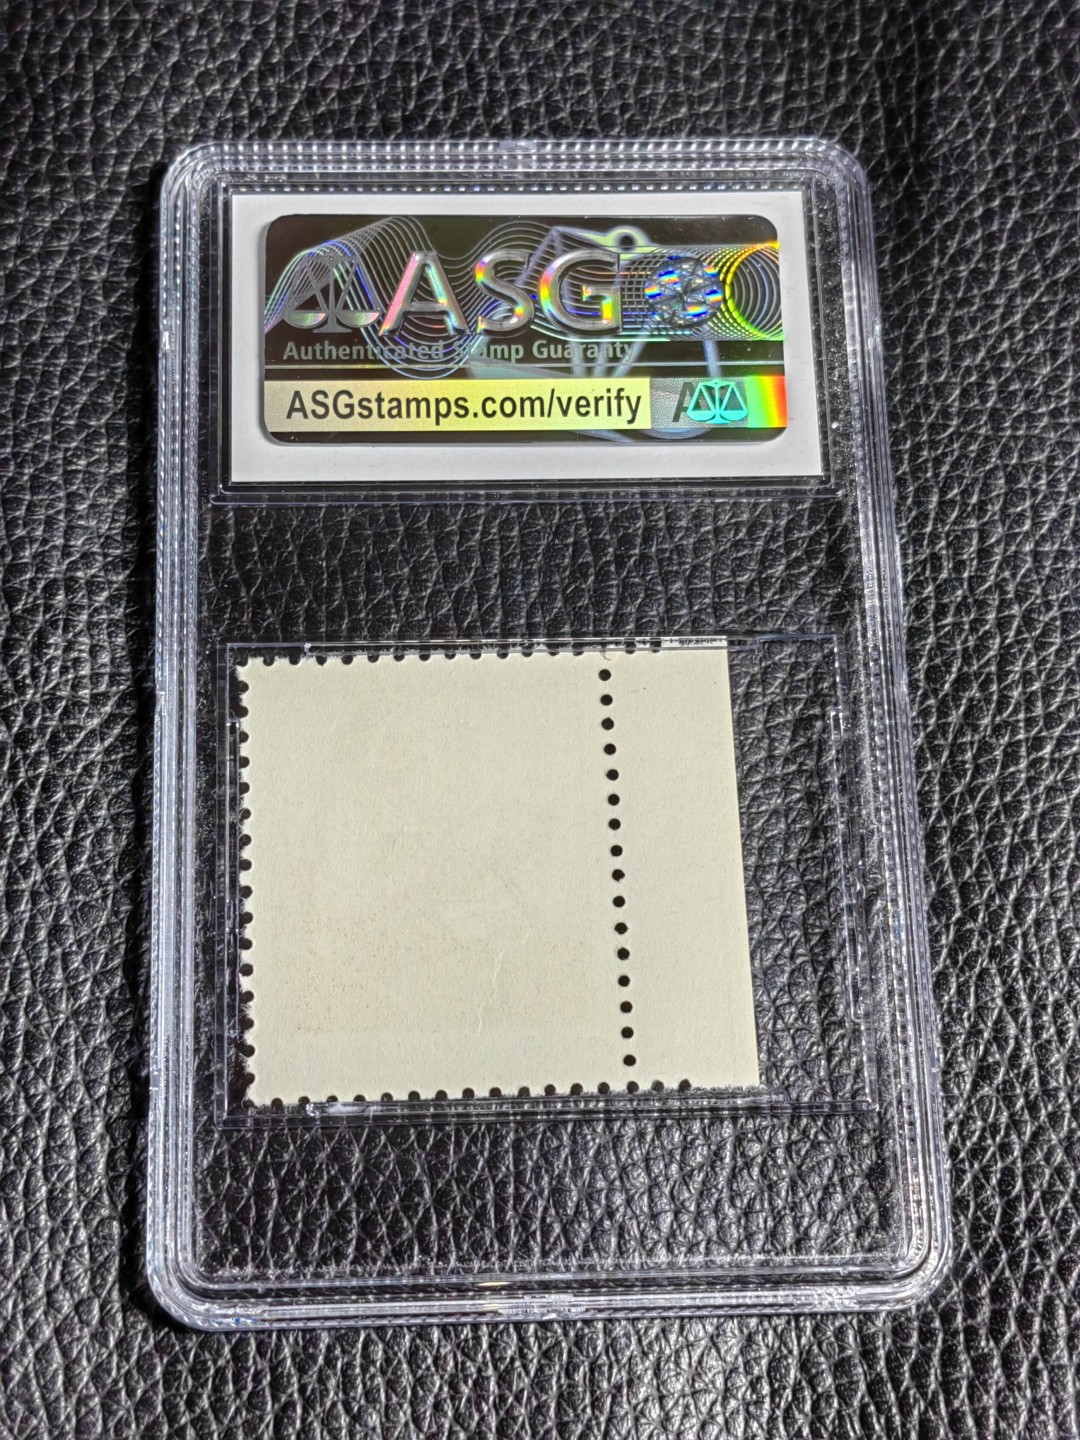 ASG
Authenticated Stamp Guaranty
ASGstamps.com/verify